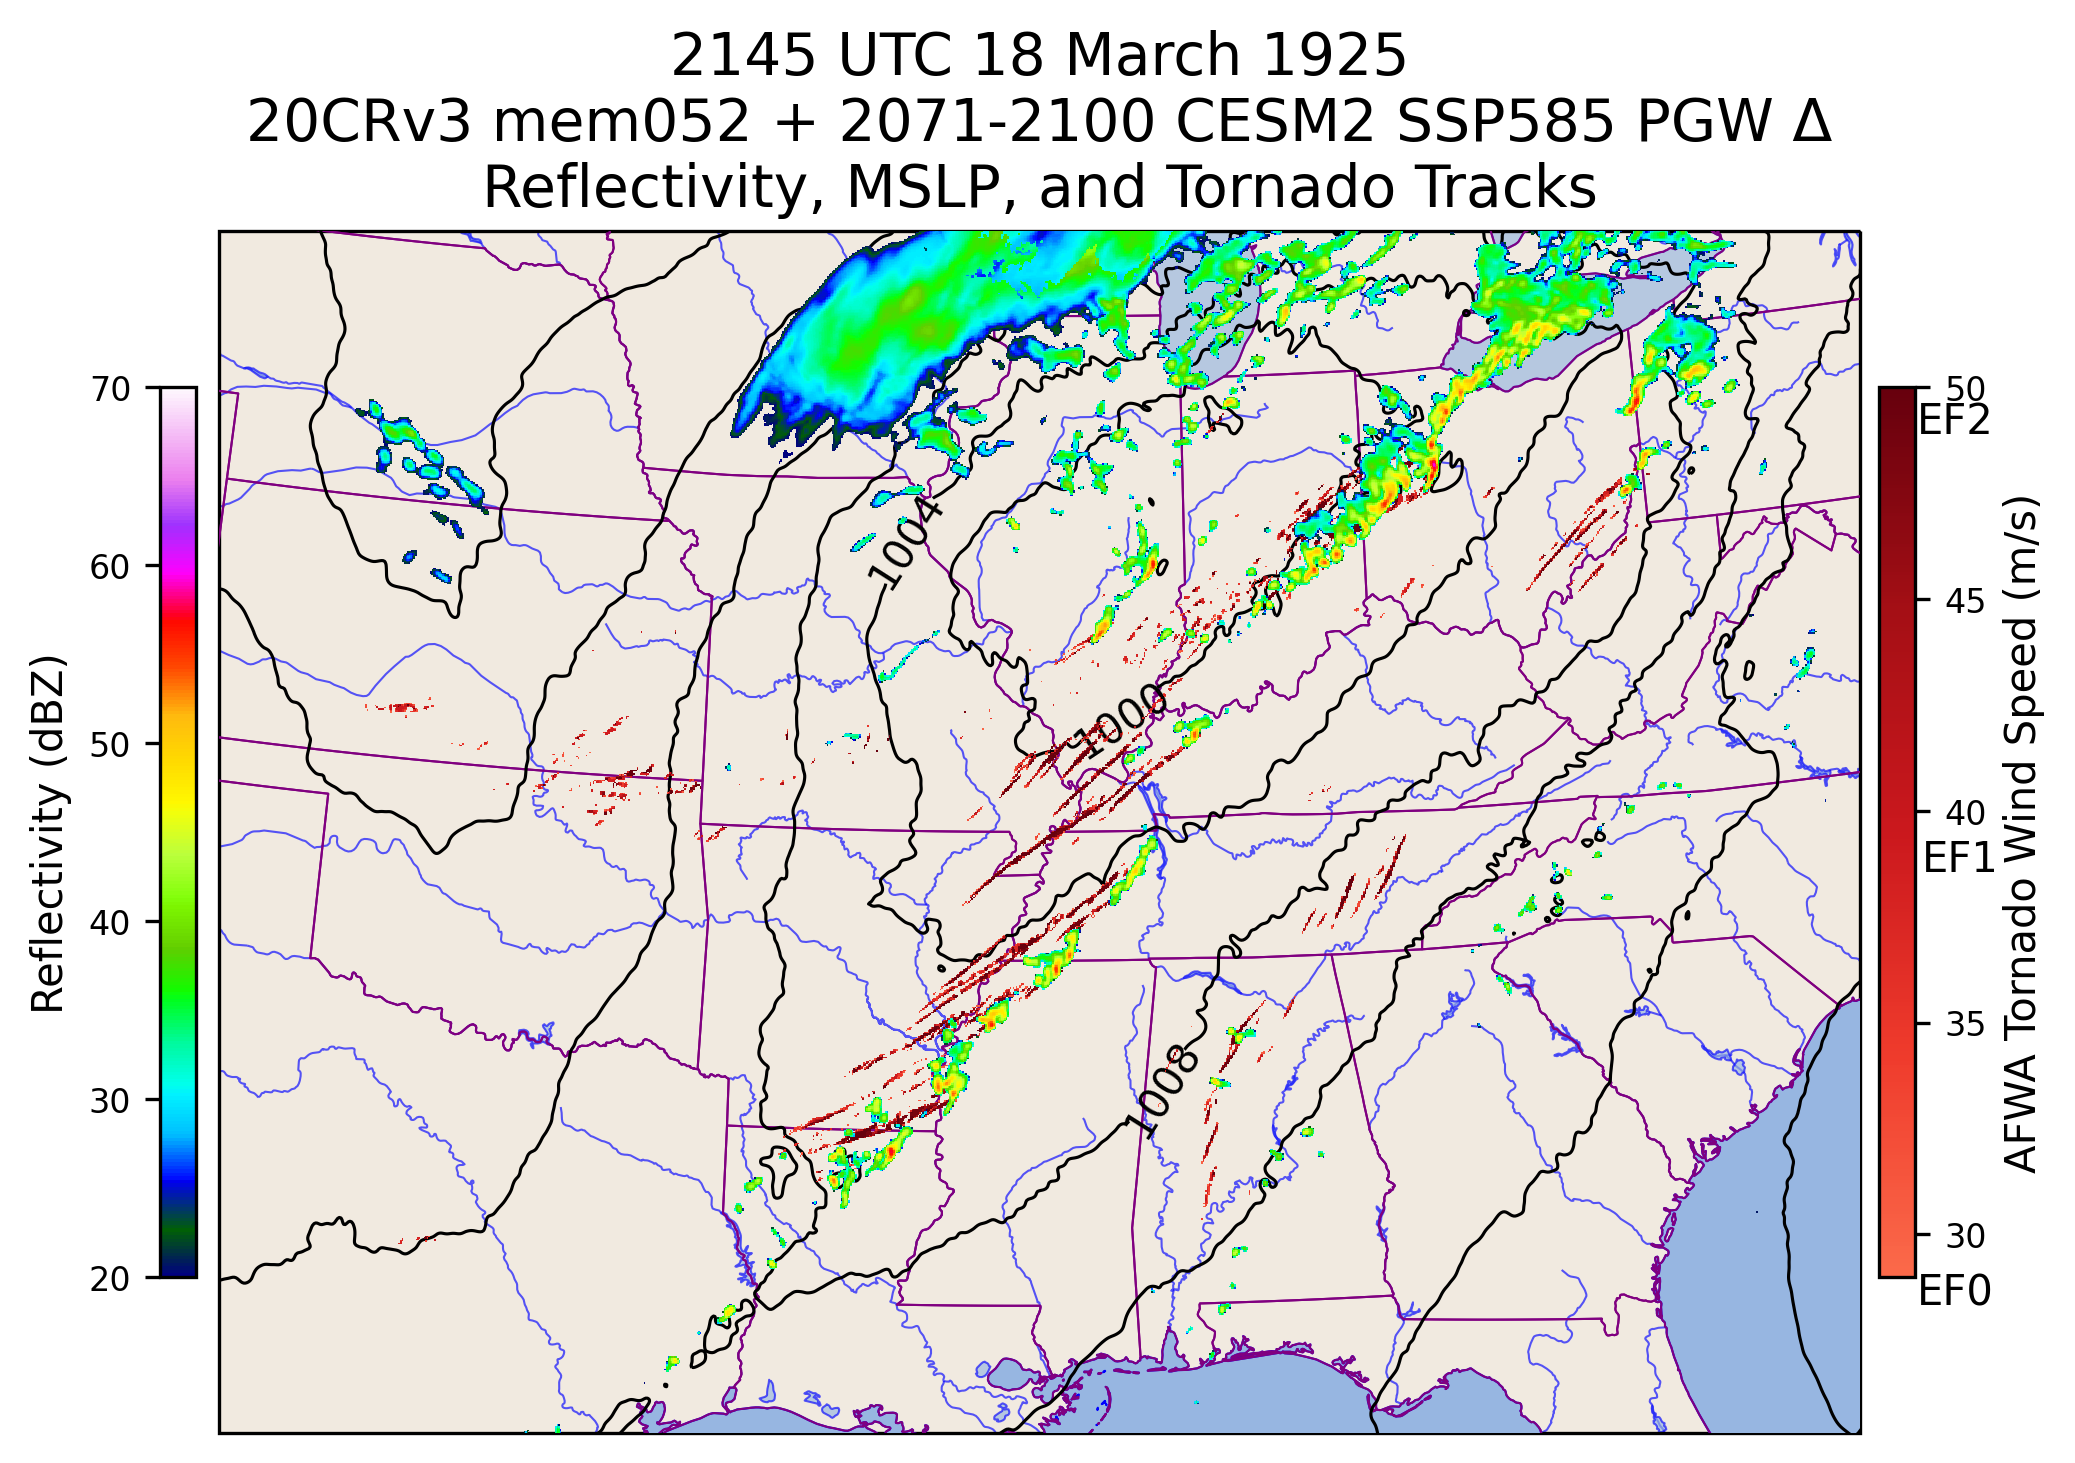 2145 UTC 18 March 1925
20CRv3 mem052 + 2071-2100 CESM2 SSP585 PGW Δ
Reflectivity, MSLP, and Tornado Tracks
70
60
50
40
30
20
Reflectivity (dBZ)
1004
1000
1008
50
EF2
45
40
EF1
35
30
EF0
AFWA Tornado Wind Speed (m/s)